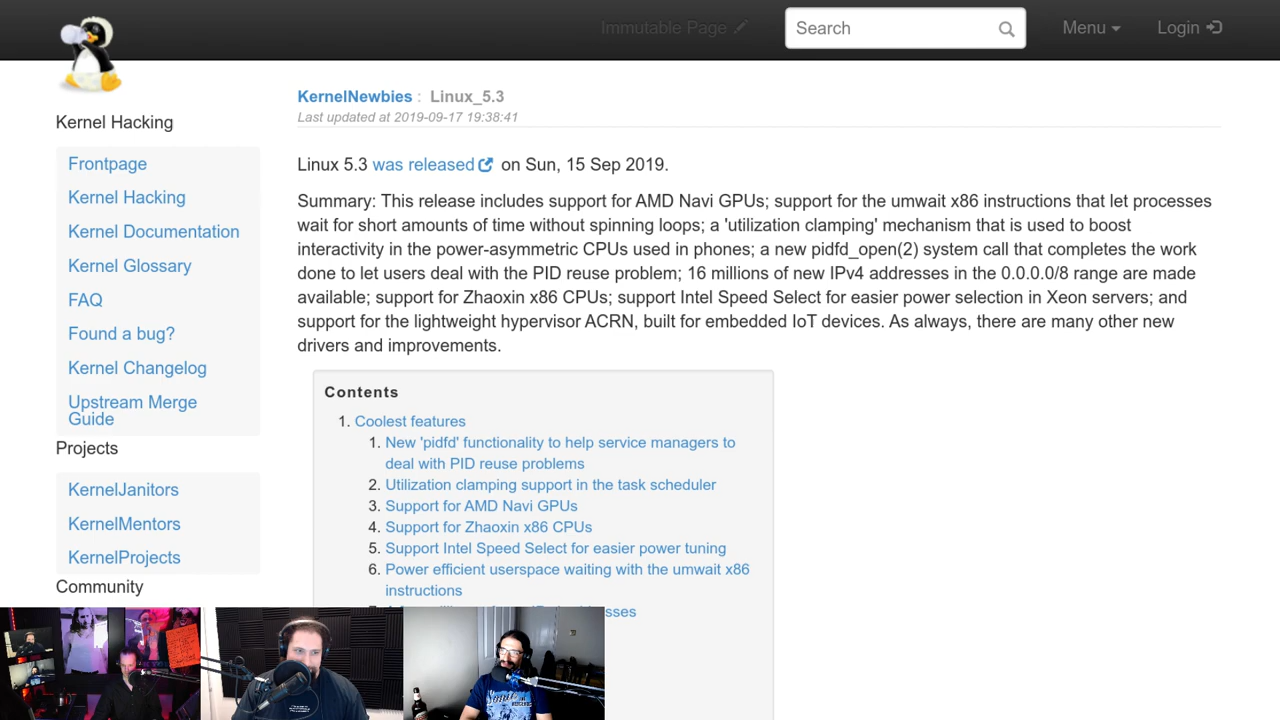 Immutable Page
Search
Menu
Login
KernelNewbies : Linux_5.3
Last updated at 2019-09-17 19:38:41
Kernel Hacking
Frontpage
Kernel Hacking
Kernel Documentation
Kernel Glossary
FAQ
Found a bug?
Kernel Changelog
Upstream Merge
Guide
Projects
KernelJanitors
KernelMentors
KernelProjects
Community
Linux 5.3 was released on Sun, 15 Sep 2019.
Summary: This release includes support for AMD Navi GPUs; support for the umwait x86 instructions that let processes
wait for short amounts of time without spinning loops; a 'utilization clamping' mechanism that is used to boost
interactivity in the power-asymmetric CPUs used in phones; a new pidfd_open(2) system call that completes the work
done to let users deal with the PID reuse problem; 16 millions of new IPv4 addresses in the 0.0.0.0/8 range are made
available; support for Zhaoxin x86 CPUs; support Intel Speed Select for easier power selection in Xeon servers; and
support for the lightweight hypervisor ACRN, built for embedded IoT devices. As always, there are many other new
drivers and improvements.
Contents
1. Coolest features
1. New 'pidfd' functionality to help service managers to
deal with PID reuse problems
2. Utilization clamping support in the task scheduler
3. Support for AMD Navi GPUs
4. Support for Zhaoxin x86 CPUs
5. Support Intel Speed Select for easier power tuning
6. Power efficient userspace waiting with the umwait x86
instructions